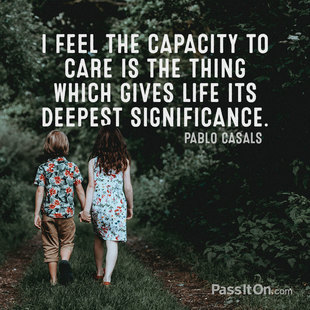 I FEEL THE CAPACITY TO
CARE IS THE THING
WHICH GIVES LIFE ITS
DEEPEST SIGNIFICANCE.
PABLO CASALS
PassItOn.com